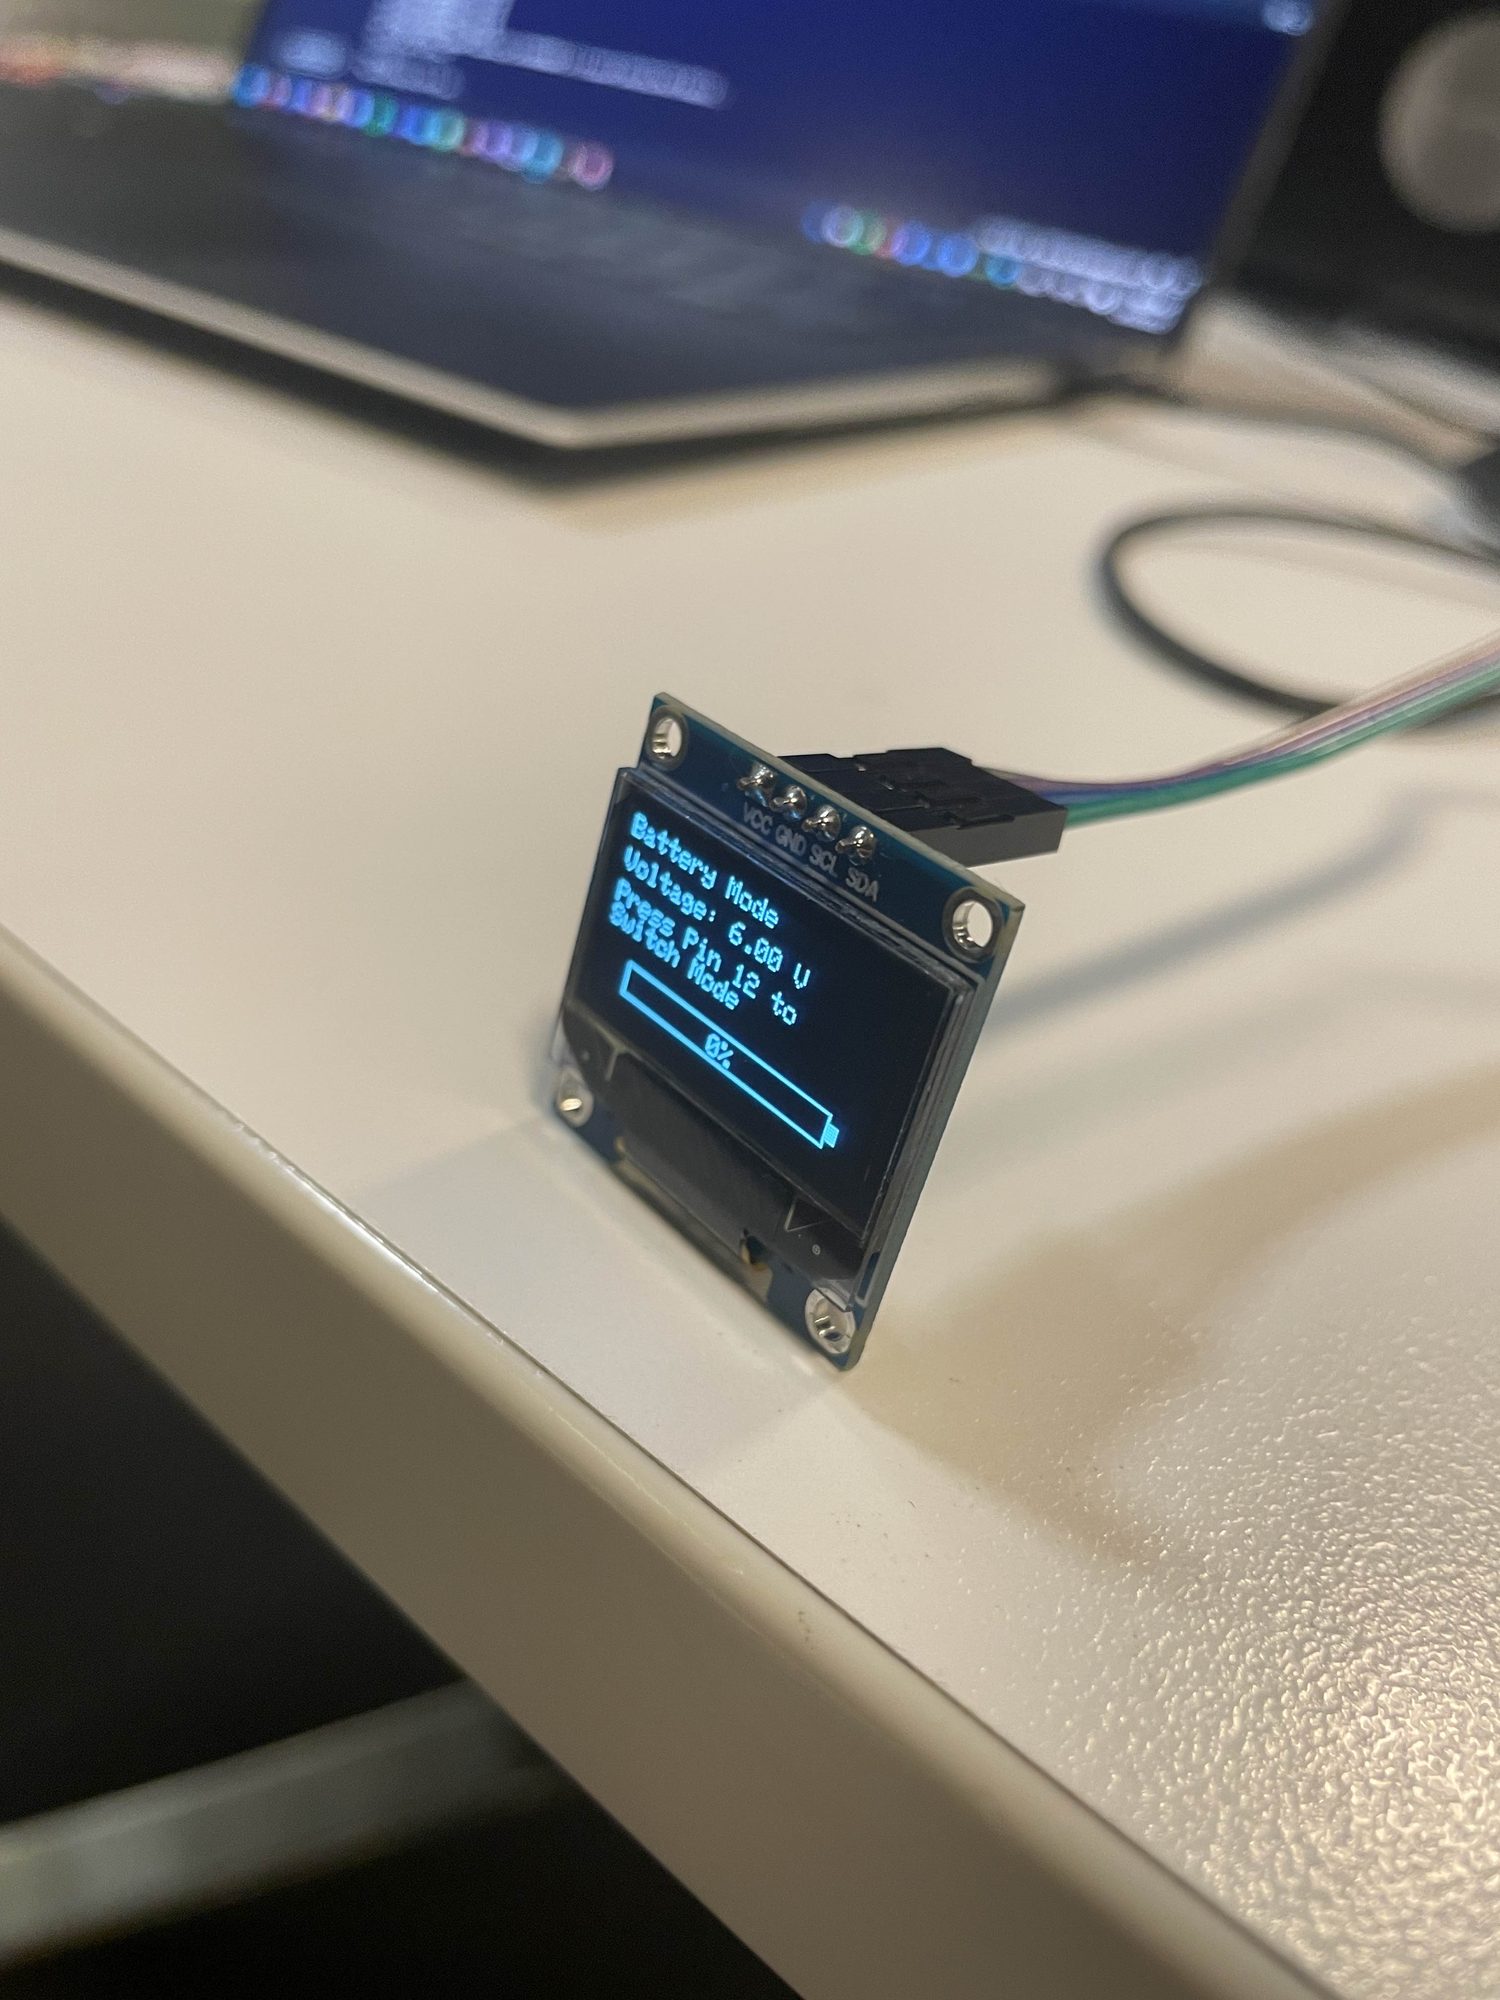 VCC GND SCL SDA
Battery Mode
Voltage: 6.00 V
Press Pin 12 to
Switch Mode
0%